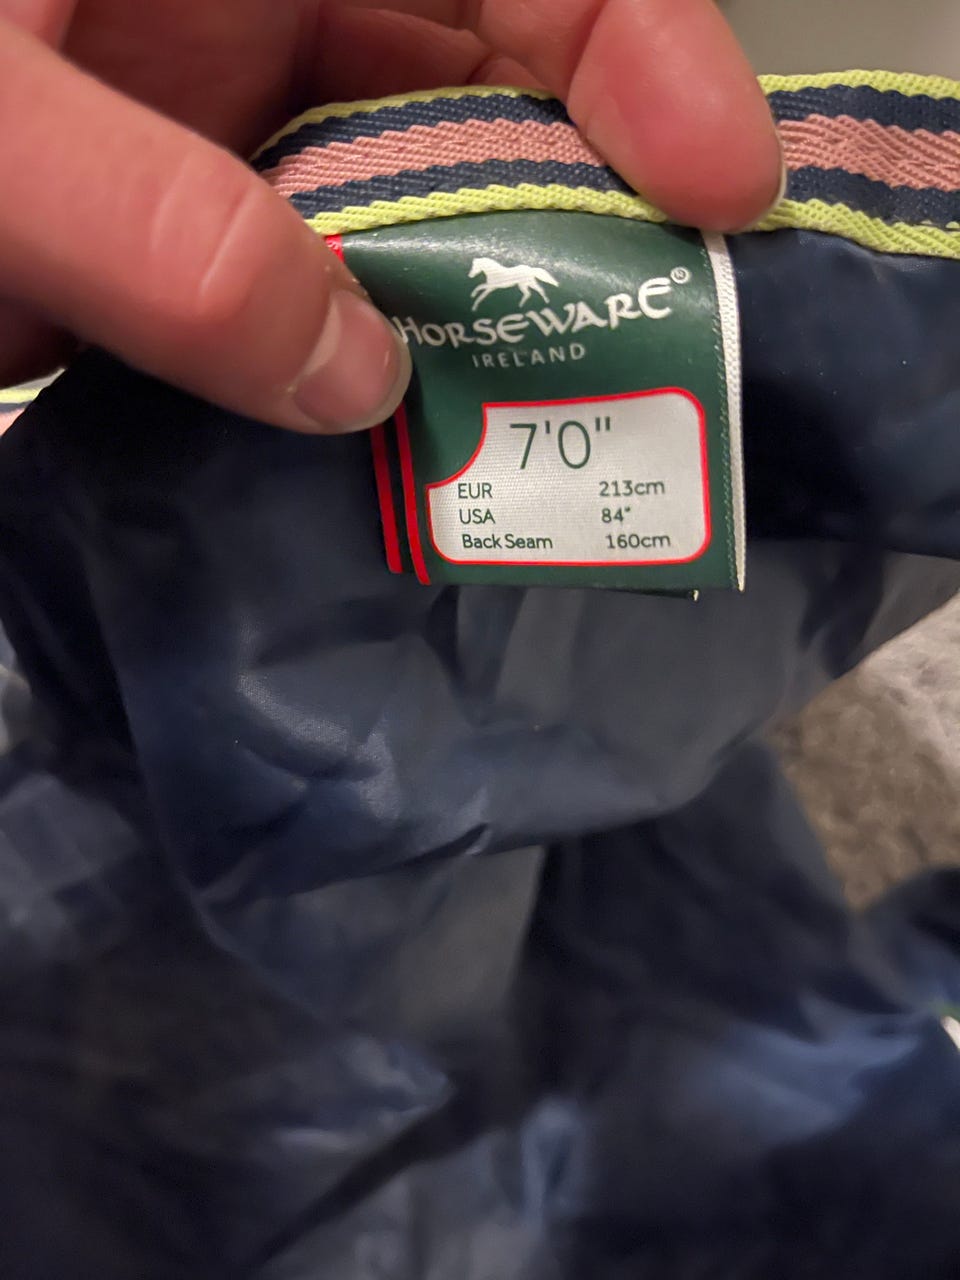 HORSEWARE®
IRELAND
7'0"
EUR 213cm
USA 84"
Back Seam 160cm